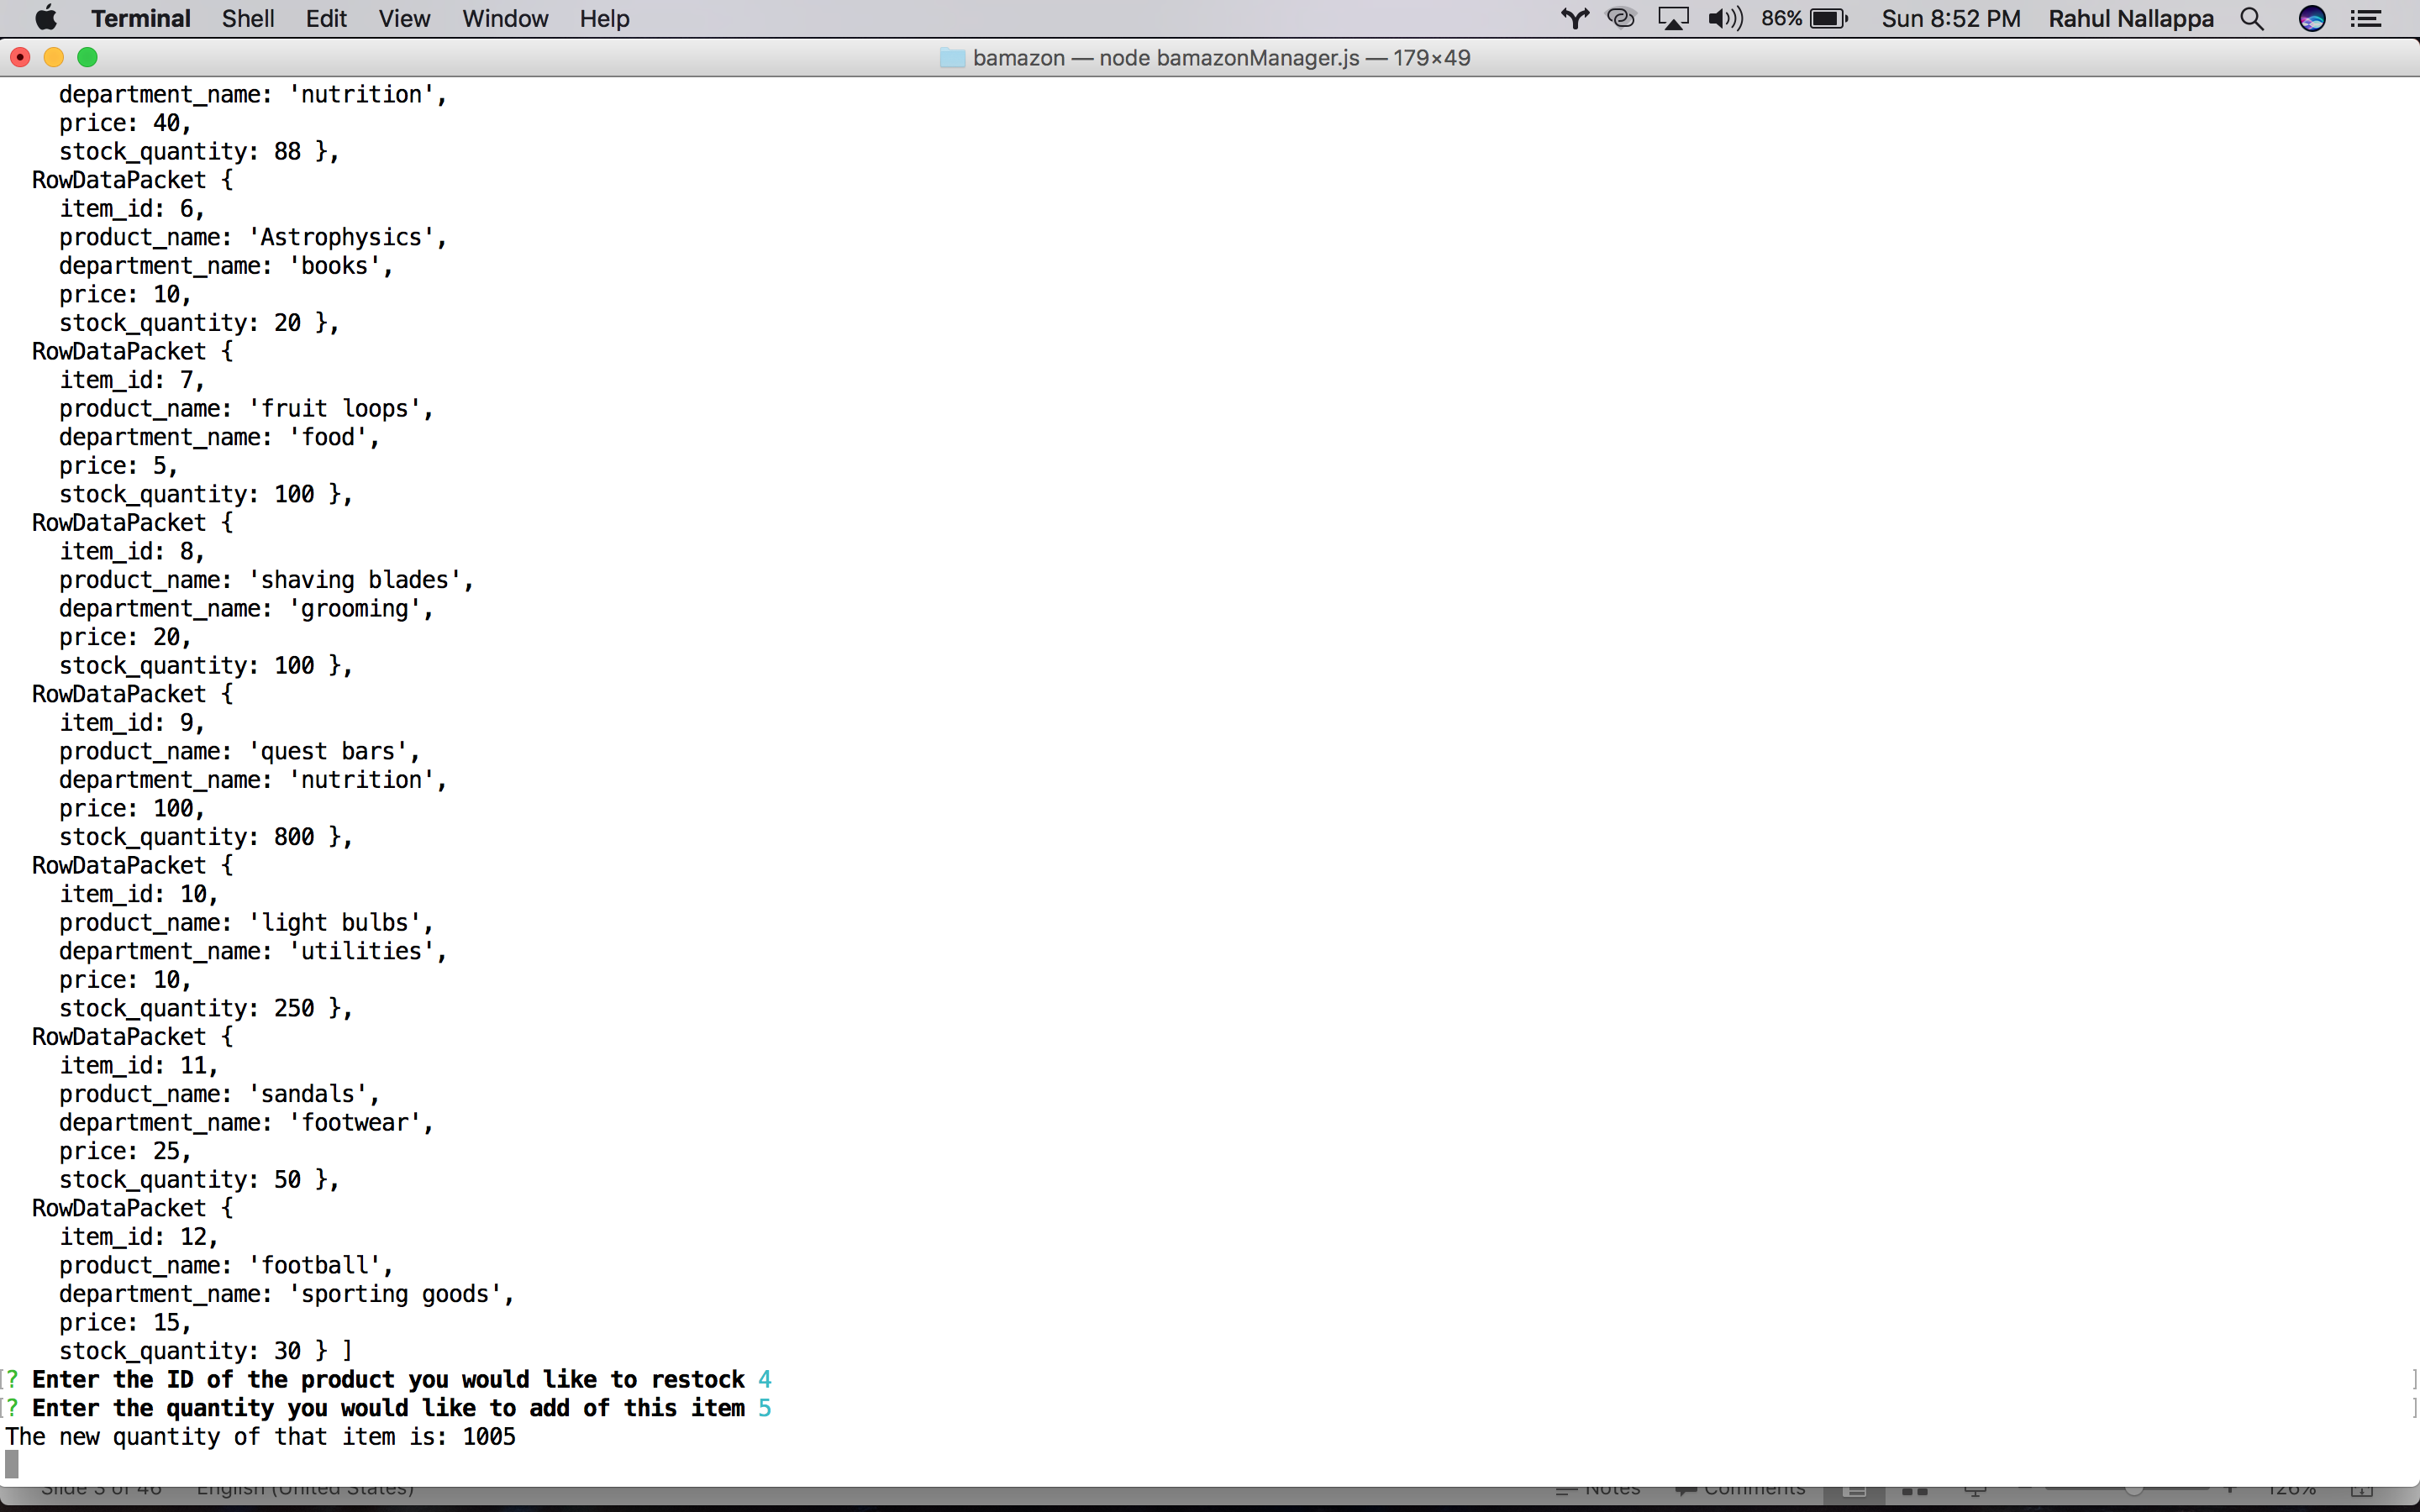 Terminal Shell Edit View Window Help 86% Sun 8:52 PM Rahul Nallappa
bamazon — node bamazonManager.js — 179×49
department_name: 'nutrition',
price: 40,
stock_quantity: 88 },
RowDataPacket {
item_id: 6,
product_name: 'Astrophysics',
department_name: 'books',
price: 10,
stock_quantity: 20 },
RowDataPacket {
item_id: 7,
product_name: 'fruit loops',
department_name: 'food',
price: 5,
stock_quantity: 100 },
RowDataPacket {
item_id: 8,
product_name: 'shaving blades',
department_name: 'grooming',
price: 20,
stock_quantity: 100 },
RowDataPacket {
item_id: 9,
product_name: 'quest bars',
department_name: 'nutrition',
price: 100,
stock_quantity: 800 },
RowDataPacket {
item_id: 10,
product_name: 'light bulbs',
department_name: 'utilities',
price: 10,
stock_quantity: 250 },
RowDataPacket {
item_id: 11,
product_name: 'sandals',
department_name: 'footwear',
price: 25,
stock_quantity: 50 },
RowDataPacket {
item_id: 12,
product_name: 'football',
department_name: 'sporting goods',
price: 15,
stock_quantity: 30 } ]
[? Enter the ID of the product you would like to restock 4 ]
[? Enter the quantity you would like to add of this item 5 ]
The new quantity of that item is: 1005
Slide 3 of 46 English (United States) Notes Comments 126%